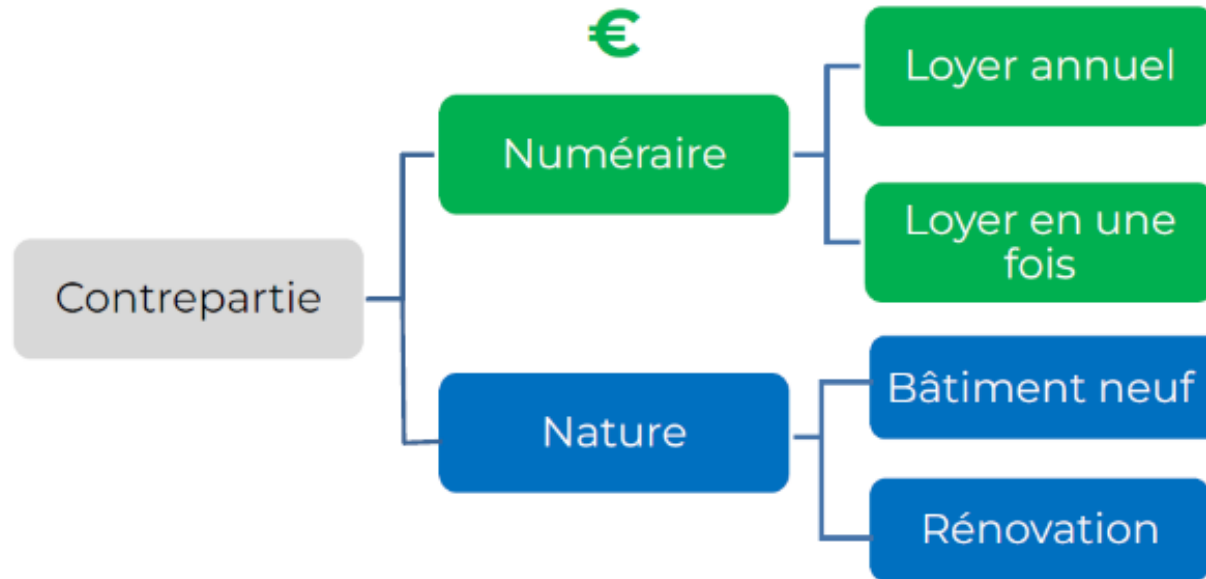 €
Contrepartie
Numéraire
Loyer annuel
Loyer en une
fois
Nature
Bâtiment neuf
Rénovation